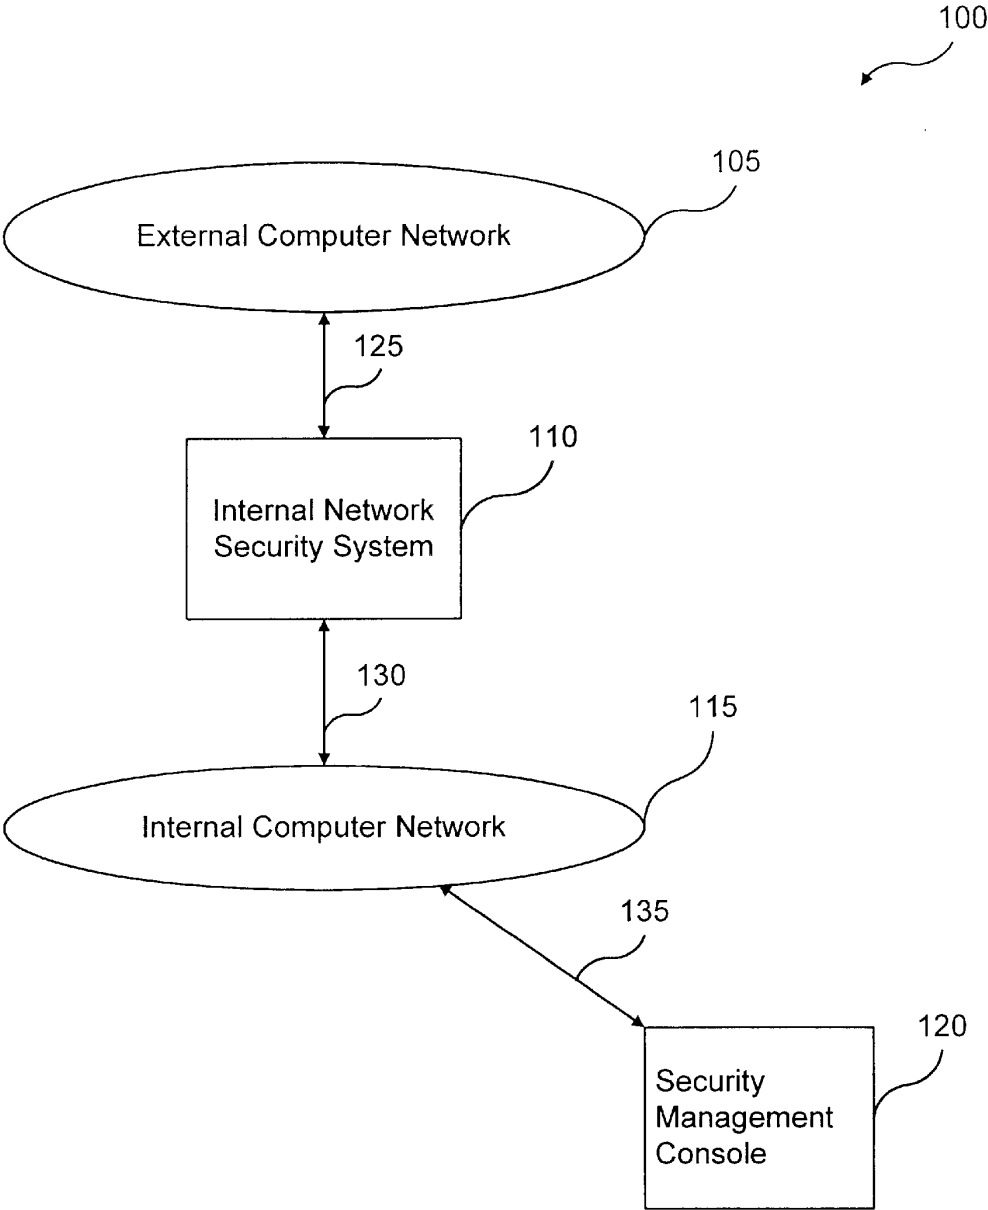 100
105
External Computer Network
125
110
Internal Network
Security System
130
115
Internal Computer Network
135
120
Security
Management
Console